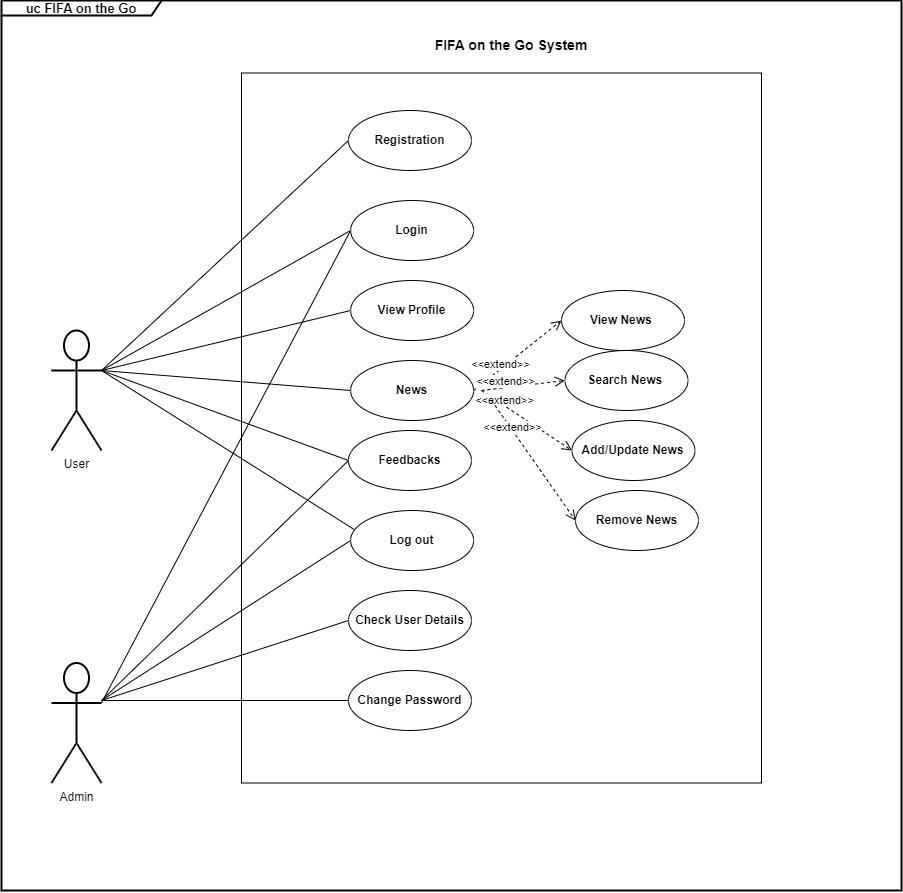 uc FIFA on the Go
FIFA on the Go System
Registration
Login
View Profile
News
Feedbacks
Log out
Check User Details
Change Password
<<extend>>
<<extend>>
<<extend>>
<<extend>>
View News
Search News
Add/Update News
Remove News
User
Admin